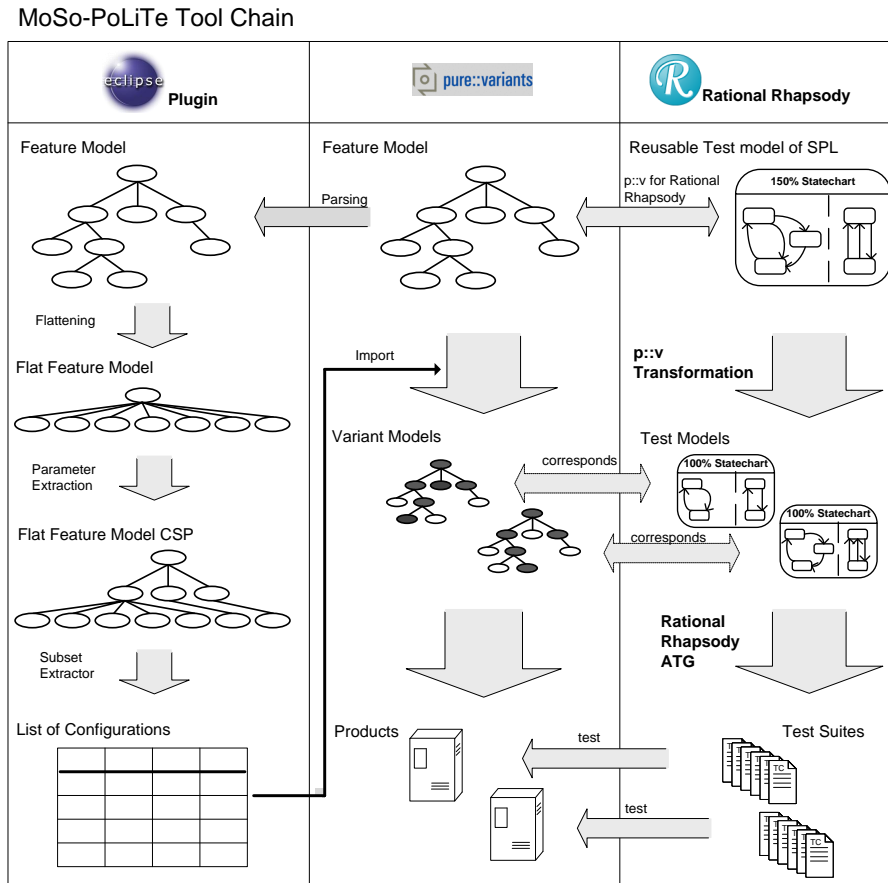 MoSo-PoLiTe Tool Chain
eclipse
Plugin
pure::variants
R
Rational Rhapsody
Feature Model
Feature Model
Reusable Test model of SPL
Parsing
p::v for Rational
Rhapsody
150% Statechart
Flattening
Import
p::v
Transformation
Flat Feature Model
Variant Models
Test Models
Parameter
Extraction
corresponds
100% Statechart
Flat Feature Model CSP
corresponds
100% Statechart
Subset
Extractor
Rational
Rhapsody
ATG
List of Configurations
Products
test
Test Suites
TC
test
TC